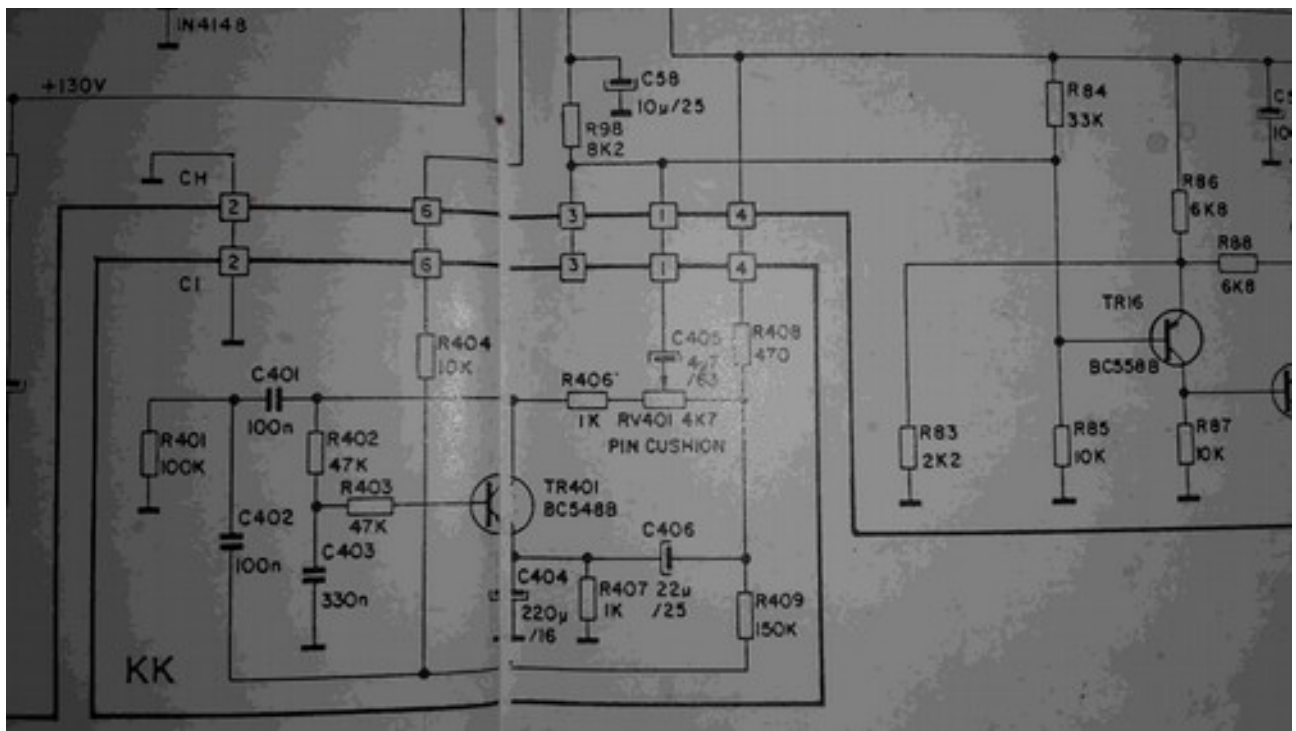 1N4148
+130V
C58
10µ/25
R98
8K2
R84
33K
CH
2
6
3
1
4
R86
6K8
R88
6K8
CI
2
6
3
1
4
TR16
BC558B
R404
10K
C405
4µ7
/63
R408
470
C401
100n
R406
1K
RV401 4K7
PIN CUSHION
R401
100K
R402
47K
R403
47K
TR401
BC548B
R83
2K2
R85
10K
R87
10K
C402
100n
C403
330n
C404
220µ
/16
R407
1K
C406
22µ
/25
R409
150K
KK